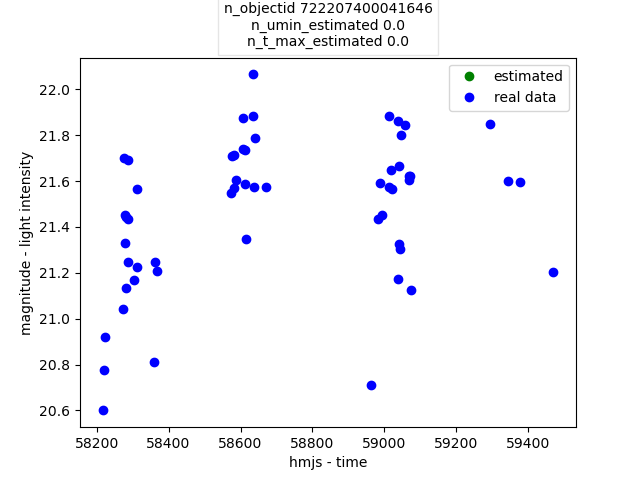 n_objectid 722207400041646
n_umin_estimated 0.0
n_t_max_estimated 0.0
estimated
real data
magnitude - light intensity
22.0
21.8
21.6
21.4
21.2
21.0
20.8
20.6
58200 58400 58600 58800 59000 59200 59400
hmjs - time